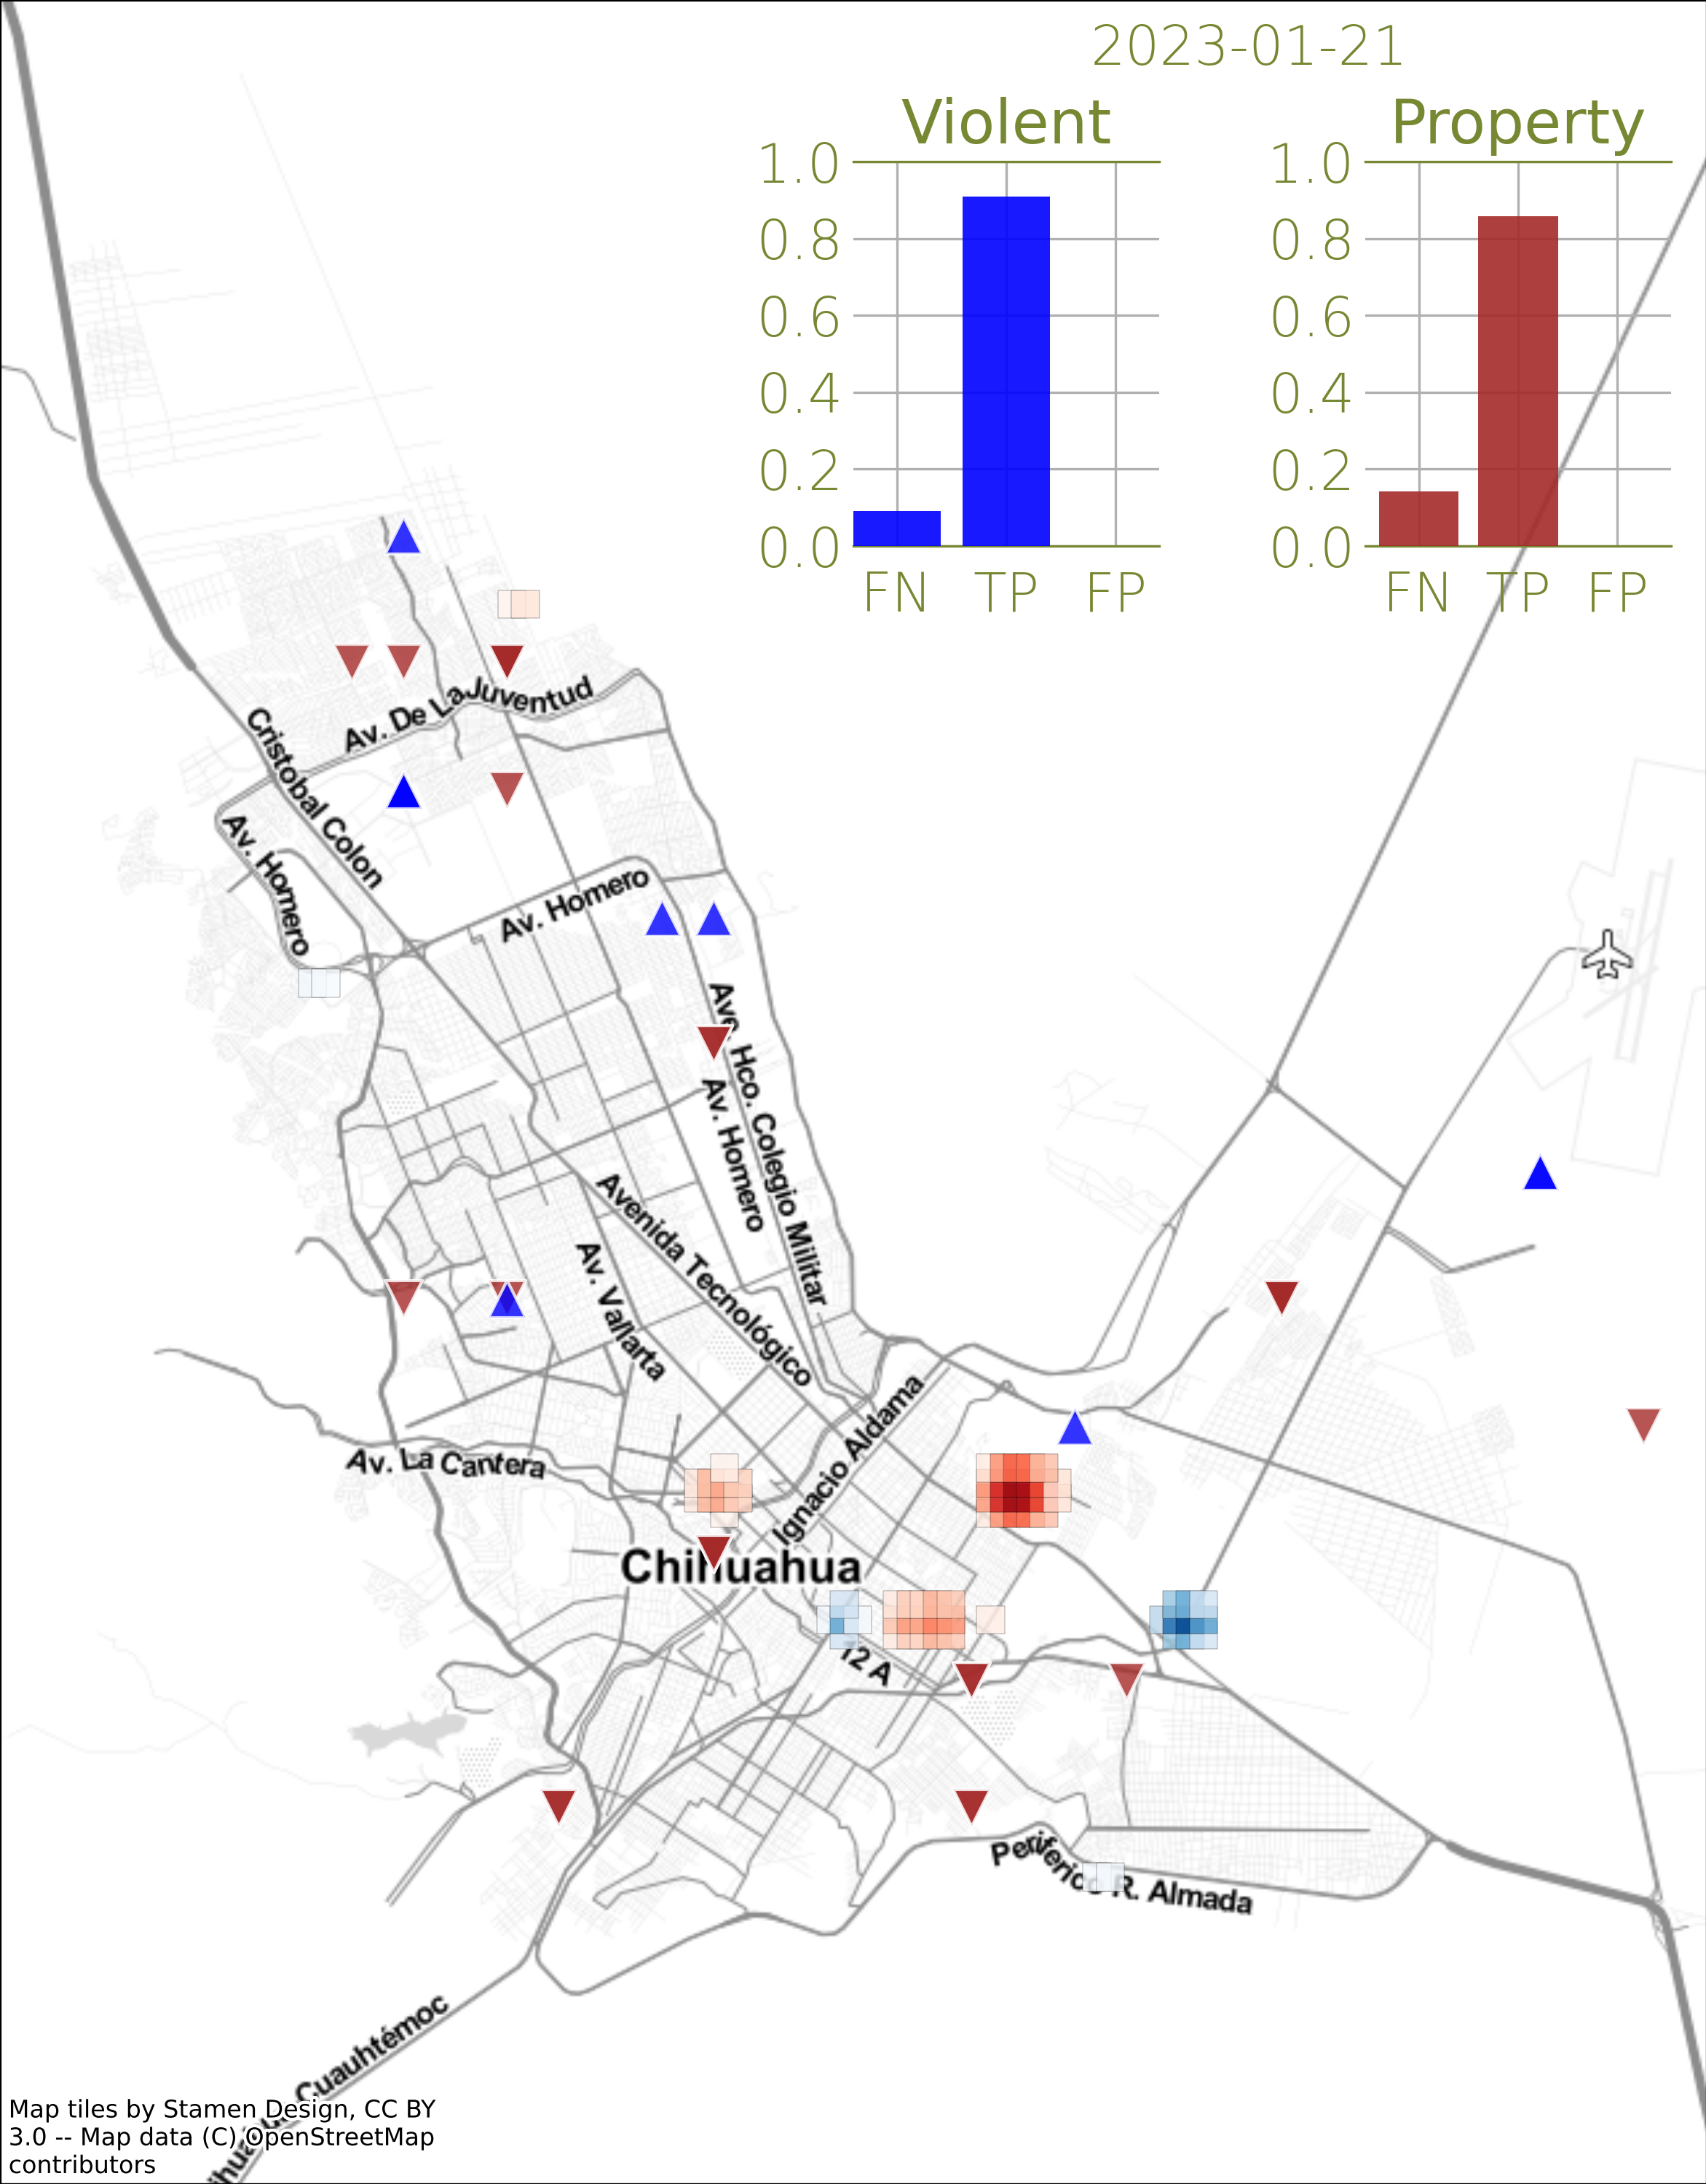 2023-01-21
Violent
1.0
0.8
0.6
0.4
0.2
0.0
FN TP FP
Property
1.0
0.8
0.6
0.4
0.2
0.0
FN TP FP
Av. De La Juventud
Cristobal Colon
Av. Homero
Av. Homero
Ave. Hco. Colegio Militar
Av. Homero
Avenida Tecnológico
Av. Vallarta
Ignacio Aldama
Av. La Cantera
Chihuahua
12 A
Periferico R. Almada
Cuauhtémoc
Map tiles by Stamen Design, CC BY
3.0 -- Map data (C) OpenStreetMap
contributors